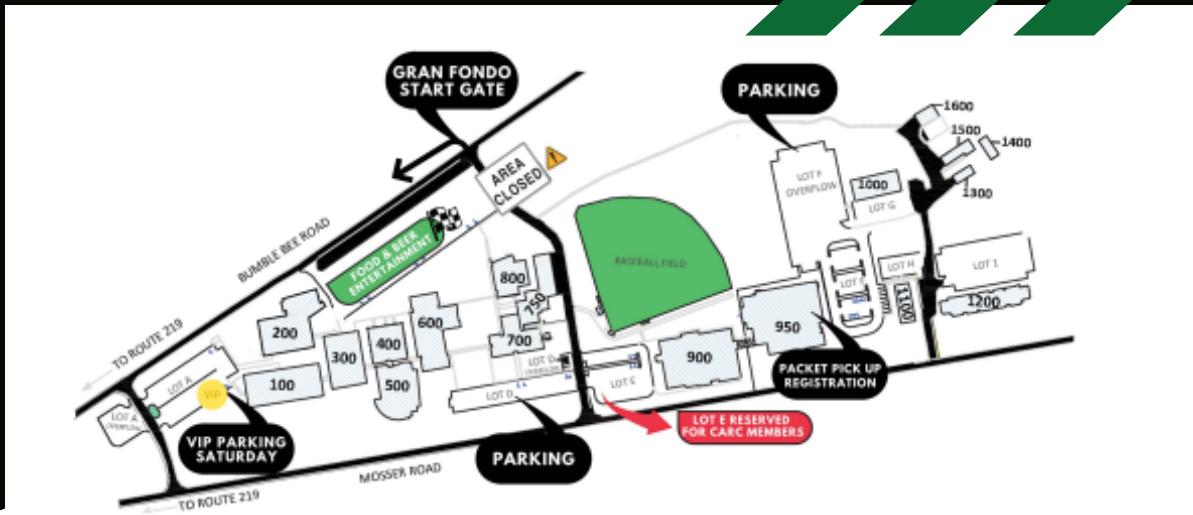 GRAN FONDO
START GATE
PARKING
1600
1500
1400
1300
AREA
CLOSED
LOT F
OVERFLOW
1000
LOT G
BUMBLE BEE ROAD
FOOD & BEER
ENTERTAINMENT
BASEBALL FIELD
800
750
700
LOT H
LOT I
1100
1200
TO ROUTE 219
200
300
400
600
950
900
LOT A
VIP
100
500
LOT D
OVERFLOW
LOT D
LOT E
PACKET PICK UP
REGISTRATION
LOT A
OVERFLOW
VIP PARKING
SATURDAY
PARKING
LOT E RESERVED
FOR CARC MEMBERS
MOSSER ROAD
TO ROUTE 219